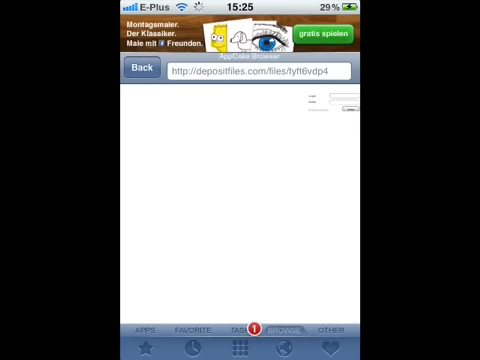 E-Plus 15:25 29%
Montagsmaler.
Der Klassiker.
Male mit f Freunden.
gratis spielen
AppCake Browser
Back
http://depositfiles.com/files/tyft6vdp4
APPS FAVORITE TAS 1 BROWSE OTHER